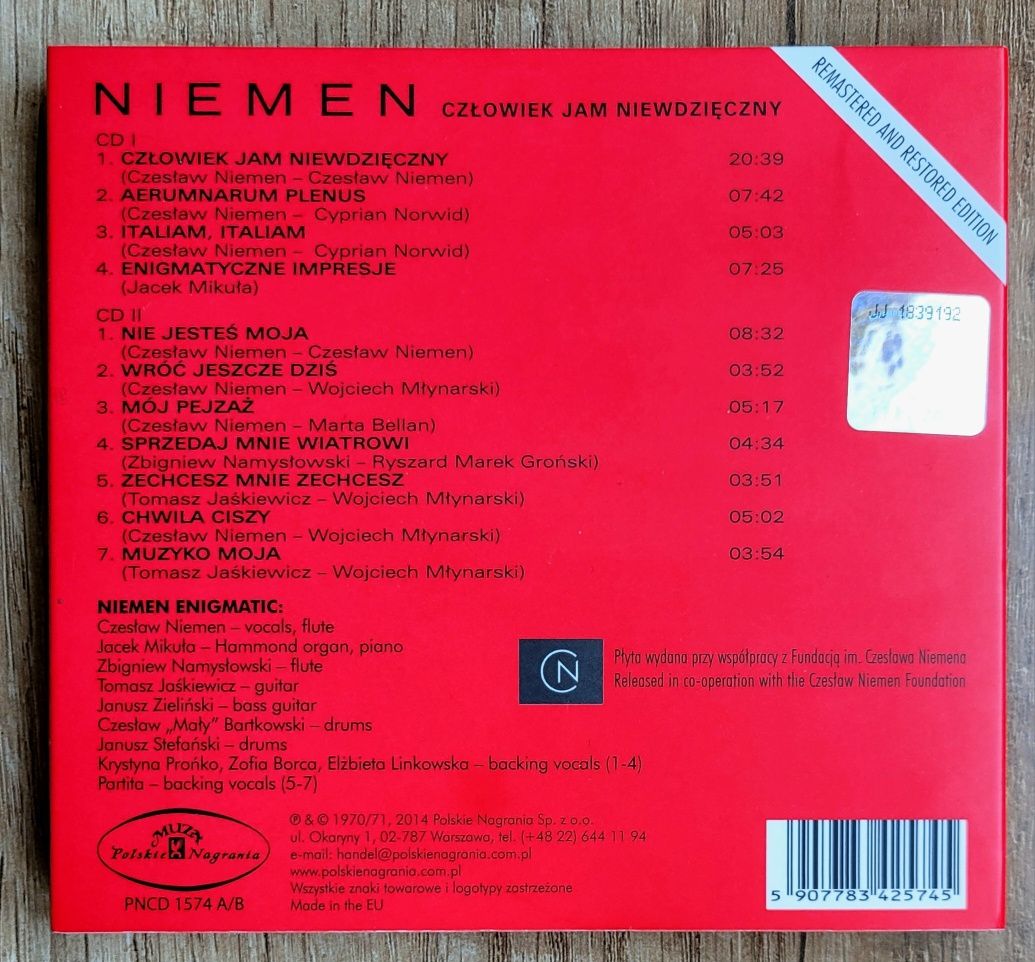 NIEMEN CZŁOWIEK JAM NIEWDZIĘCZNY
REMASTERED AND RESTORED EDITION
CD I
1. CZŁOWIEK JAM NIEWDZIĘCZNY 20:39
(Czesław Niemen – Czesław Niemen)
2. AERUMNARUM PLENUS 07:42
(Czesław Niemen – Cyprian Norwid)
3. ITALIAM, ITALIAM 05:03
(Czesław Niemen – Cyprian Norwid)
4. ENIGMATYCZNE IMPRESJE 07:25
(Jacek Mikuła)
JJ 1839192
CD II
1. NIE JESTEŚ MOJA 08:32
(Czesław Niemen – Czesław Niemen)
2. WRÓĆ JESZCZE DZIŚ 03:52
(Czesław Niemen – Wojciech Młynarski)
3. MÓJ PEJZAŻ 05:17
(Czesław Niemen – Marta Bellan)
4. SPRZEDAJ MNIE WIATROWI 04:34
(Zbigniew Namysłowski – Ryszard Marek Groński)
5. ZECHCESZ MNIE ZECHCESZ 03:51
(Tomasz Jaśkiewicz – Wojciech Młynarski)
6. CHWILA CISZY 05:02
(Czesław Niemen – Wojciech Młynarski)
7. MUZYKO MOJA 03:54
(Tomasz Jaśkiewicz – Wojciech Młynarski)
NIEMEN ENIGMATIC:
Czesław Niemen – vocals, flute
Jacek Mikuła – Hammond organ, piano
Zbigniew Namysłowski – flute
Tomasz Jaśkiewicz – guitar
Janusz Zieliński – bass guitar
Czesław „Mały” Bartkowski – drums
Janusz Stefański – drums
Krystyna Prońko, Zofia Borca, Elżbieta Linkowska – backing vocals (1-4)
Partita – backing vocals (5-7)
CN
Płyta wydana przy współpracy z Fundacją im. Czesława Niemena
Released in co-operation with the Czesław Niemen Foundation
MUZA
Polskie Nagrania
PNCD 1574 A/B
℗ & © 1970/71, 2014 Polskie Nagrania Sp. z o.o.
ul. Okaryny 1, 02-787 Warszawa, tel. (+48 22) 644 11 94
e-mail: handel@polskienagrania.com.pl
www.polskienagrania.com.pl
Wszystkie znaki towarowe i logotypy zastrzeżone
Made in the EU
5 907783 425745